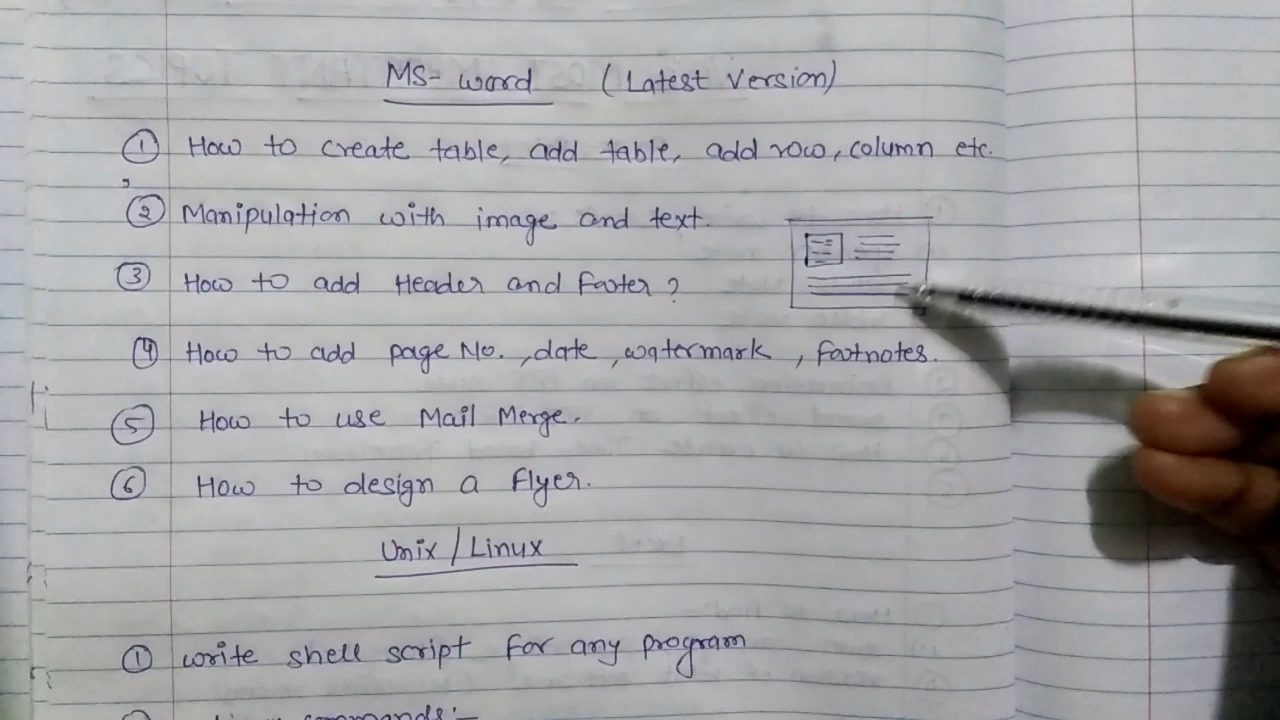 MS-Word (Latest Version)
① How to create table, add table, add row, column etc.
② Manipulation with image and text.
③ How to add Header and Footer?
④ How to add page No., date, watermark, footnotes.
⑤ How to use Mail Merge.
⑥ How to design a flyer.
Unix/Linux
① write shell script for any program
commands:-